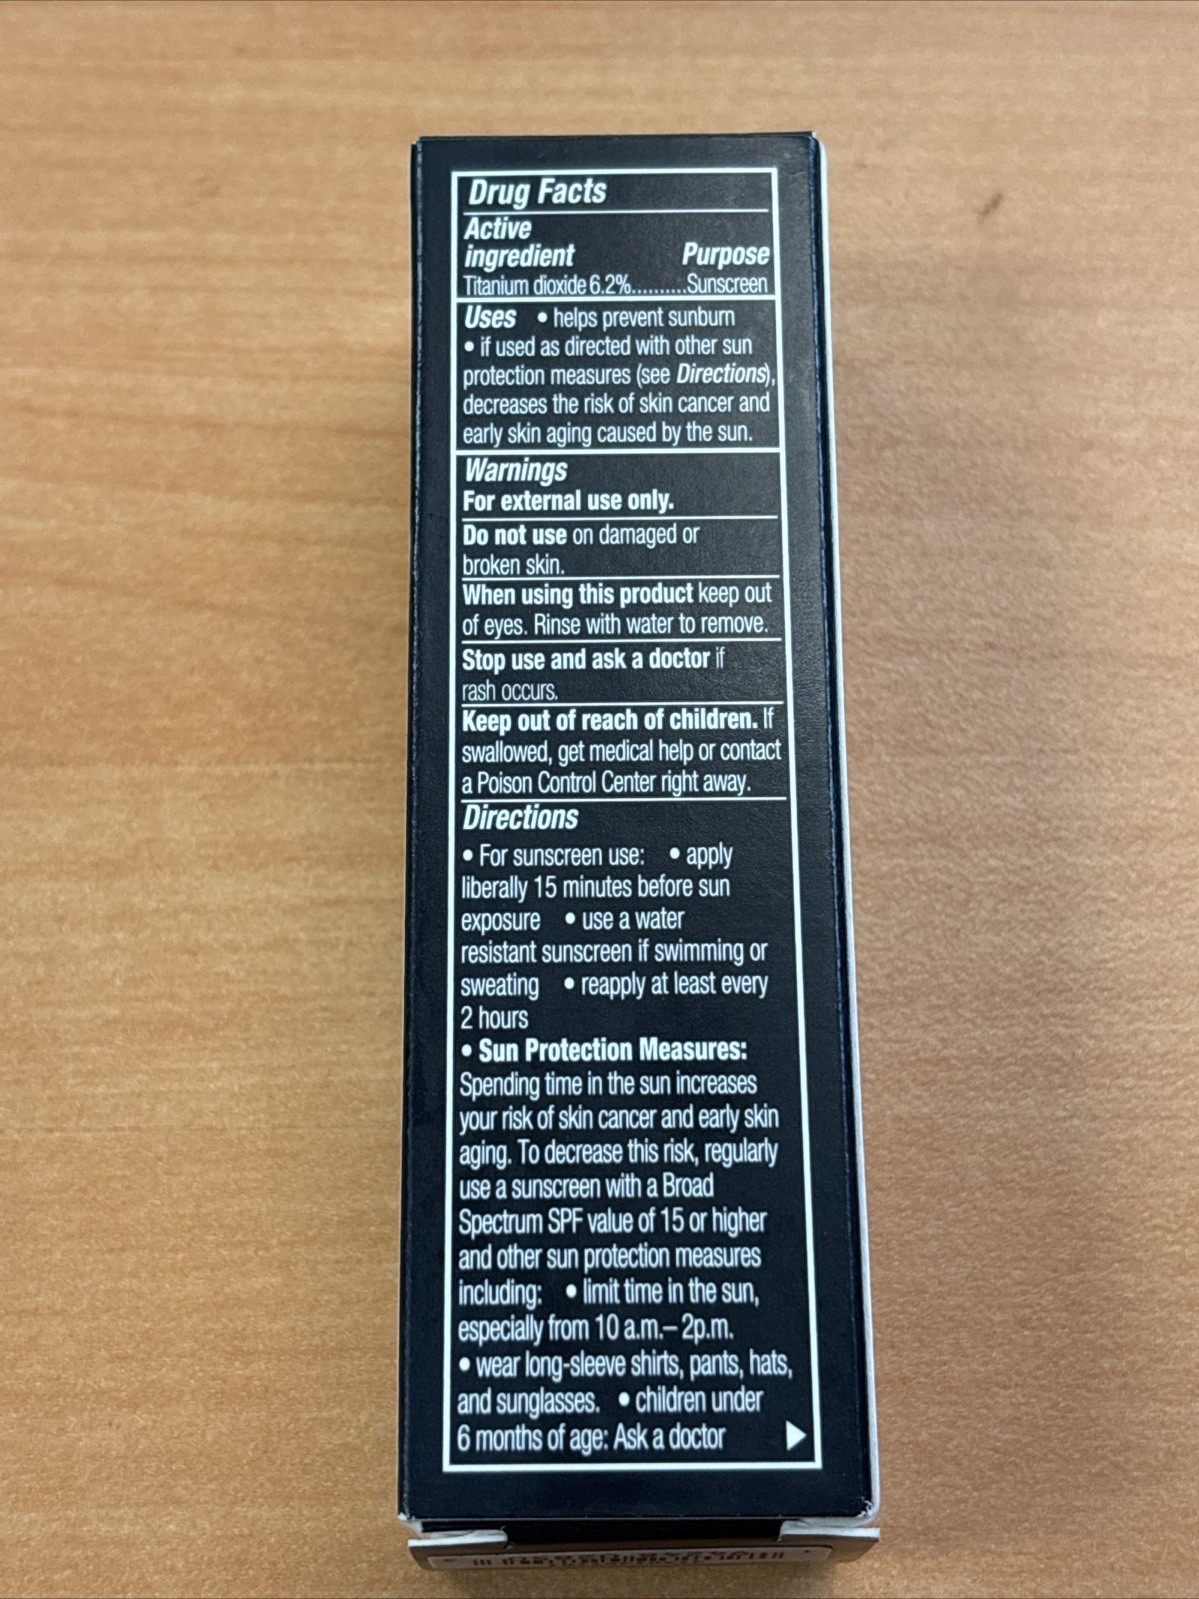 Drug Facts
Active
ingredient Purpose
Titanium dioxide 6.2%..........Sunscreen
Uses • helps prevent sunburn
• if used as directed with other sun
protection measures (see Directions),
decreases the risk of skin cancer and
early skin aging caused by the sun.
Warnings
For external use only.
Do not use on damaged or
broken skin.
When using this product keep out
of eyes. Rinse with water to remove.
Stop use and ask a doctor if
rash occurs.
Keep out of reach of children. If
swallowed, get medical help or contact
a Poison Control Center right away.
Directions
• For sunscreen use: • apply
liberally 15 minutes before sun
exposure • use a water
resistant sunscreen if swimming or
sweating • reapply at least every
2 hours
• Sun Protection Measures:
Spending time in the sun increases
your risk of skin cancer and early skin
aging. To decrease this risk, regularly
use a sunscreen with a Broad
Spectrum SPF value of 15 or higher
and other sun protection measures
including: • limit time in the sun,
especially from 10 a.m.– 2p.m.
• wear long-sleeve shirts, pants, hats,
and sunglasses. • children under
6 months of age: Ask a doctor